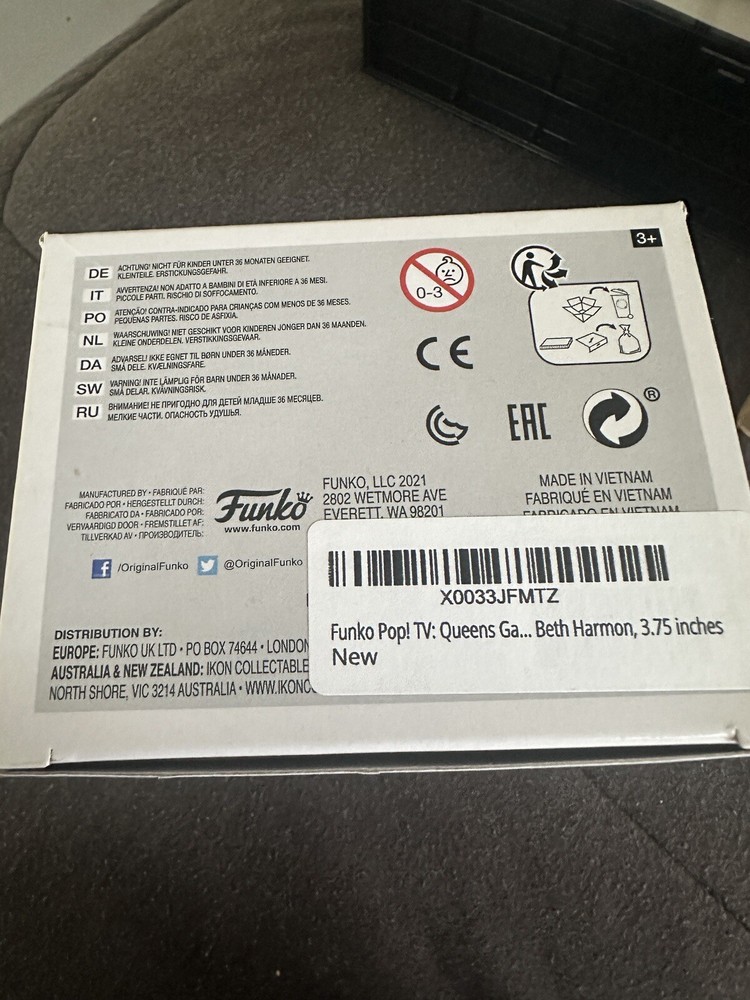 3+
DE ACHTUNG! NICHT FÜR KINDER UNTER 36 MONATEN GEEIGNET.
KLEINTEILE. ERSTICKUNGSGEFAHR.
IT AVVERTENZA! NON ADATTO A BAMBINI DI ETÀ INFERIORE A 36 MESI.
PICCOLE PARTI. RISCHIO DI SOFFOCAMENTO.
PO ATENÇÃO! CONTRA-INDICADO PARA CRIANÇAS COM MENOS DE 36 MESES.
PEQUENAS PARTES. RISCO DE ASFIXIA.
NL WAARSCHUWING! NIET GESCHIKT VOOR KINDEREN JONGER DAN 36 MAANDEN.
KLEINE ONDERDELEN. VERSTIKKINGSGEVAAR.
DA ADVARSEL! IKKE EGNET TIL BØRN UNDER 36 MÅNEDER.
SMÅ DELE. KVÆLNINGSFARE.
SW VARNING! INTE LÄMPLIG FÖR BARN UNDER 36 MÅNADER.
SMÅ DELAR. KVÄVNINGSRISK.
RU ВНИМАНИЕ! НЕ ПРИГОДНО ДЛЯ ДЕТЕЙ МЛАДШЕ 36 МЕСЯЦЕВ.
МЕЛКИЕ ЧАСТИ. ОПАСНОСТЬ УДУШЬЯ.
0-3
CE
EAC
®
MANUFACTURED BY • FABRIQUÉ PAR:
FABRICADO POR • HERGESTELLT DURCH:
FABBRICATO DA • FABRICADO POR:
VERVAARDIGD DOOR • FREMSTILLET AF:
TILLVERKAD AV • ПРОИЗВОДИТЕЛЬ:
Funko
www.funko.com
FUNKO, LLC 2021
2802 WETMORE AVE
EVERETT, WA 98201
MADE IN VIETNAM
FABRIQUÉ EN VIETNAM
FABRICADO EN VIETNAM
f /OriginalFunko @OriginalFunko
DISTRIBUTION BY:
EUROPE: FUNKO UK LTD • PO BOX 74644 • LONDON
AUSTRALIA & NEW ZEALAND: IKON COLLECTABLE
NORTH SHORE, VIC 3214 AUSTRALIA • WWW.IKONC
X0033JFMTZ
Funko Pop! TV: Queens Ga... Beth Harmon, 3.75 inches
New